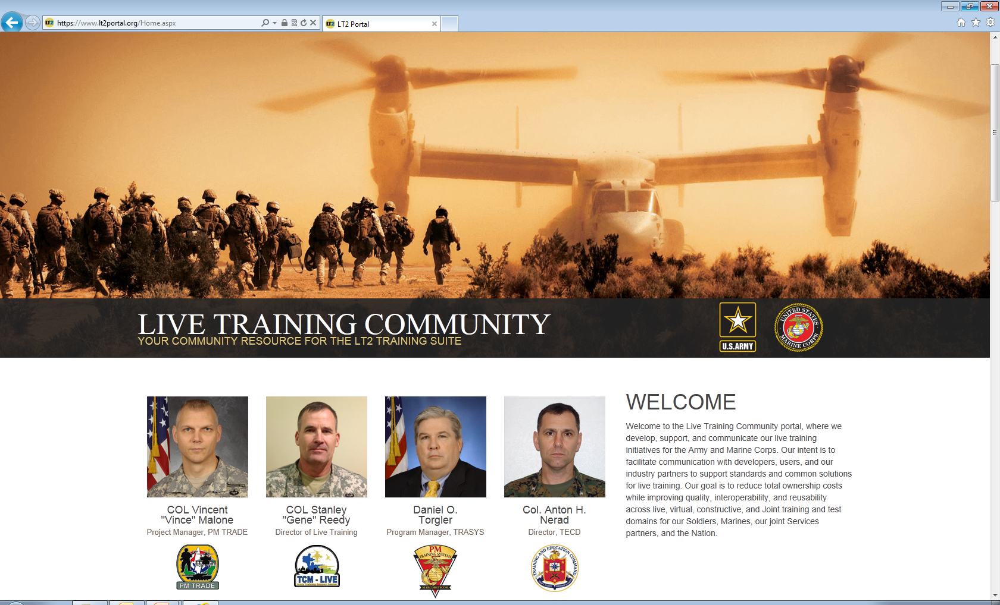 https://www.lt2portal.org/Home.aspx
LT2 Portal
LIVE TRAINING COMMUNITY
YOUR COMMUNITY RESOURCE FOR THE LT2 TRAINING SUITE
U.S.ARMY
UNITED STATES
MARINE CORPS
COL Vincent
"Vince" Malone
Project Manager, PM TRADE
PM TRADE
COL Stanley
"Gene" Reedy
Director of Live Training
TCM - LIVE
Army Training Support Center
Daniel O.
Torgler
Program Manager, TRASYS
PM
TRAINING SYSTEMS
MARCORSYSCOM
Col. Anton H.
Nerad
Director, TECD
TRAINING AND EDUCATION COMMAND
WELCOME
Welcome to the Live Training Community portal, where we
develop, support, and communicate our live training
initiatives for the Army and Marine Corps. Our intent is to
facilitate communication with developers, users, and our
industry partners to support standards and common solutions
for live training. Our goal is to reduce total ownership costs
while improving quality, interoperability, and reusability
across live, virtual, constructive, and Joint training and test
domains for our Soldiers, Marines, our joint Services
partners, and the Nation.